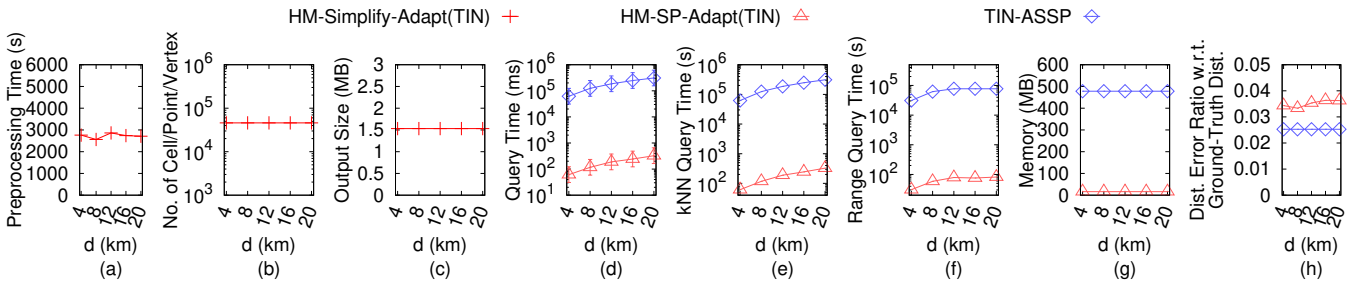 HM-Simplify-Adapt(TIN) HM-SP-Adapt(TIN) TIN-ASSP
Preprocessing Time (s)
6000
5000
4000
3000
2000
1000
0
4 8 12 16 20
d (km)
(a)
No. of Cell/Point/Vertex
10^6
10^5
10^4
10^3
4 8 12 16 20
d (km)
(b)
Output Size (MB)
3
2.5
2
1.5
1
0.5
0
4 8 12 16 20
d (km)
(c)
Query Time (ms)
10^6
10^5
10^4
10^3
10^2
10^1
4 8 12 16 20
d (km)
(d)
kNN Query Time (s)
10^6
10^5
10^4
10^3
10^2
4 8 12 16 20
d (km)
(e)
Range Query Time (s)
10^5
10^4
10^3
10^2
4 8 12 16 20
d (km)
(f)
Memory (MB)
600
500
400
300
200
100
0
4 8 12 16 20
d (km)
(g)
Dist. Error Ratio w.r.t.
Ground-Truth Dist.
0.05
0.04
0.03
0.02
0.01
0
4 8 12 16 20
d (km)
(h)